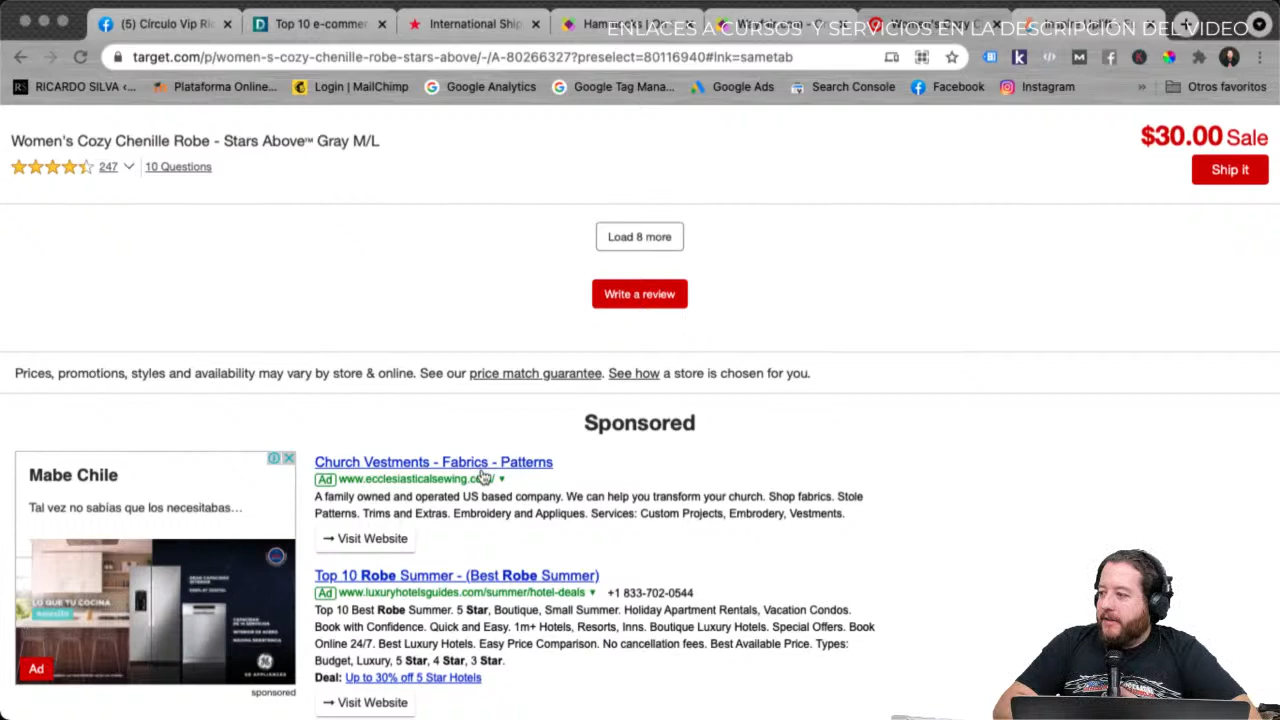 (5) Círculo Vip Ric
Top 10 e-commer
International Ship
ENLACES A CURSOS Y SERVICIOS EN LA DESCRIPCIÓN DEL VIDEO
target.com/p/women-s-cozy-chenille-robe-stars-above/-/A-80266327?preselect=80116940#lnk=sametab
RICARDO SILVA <...
Plataforma Online...
Login | MailChimp
Google Analytics
Google Tag Mana...
Google Ads
Search Console
Facebook
Instagram
»
Otros favoritos
Women's Cozy Chenille Robe - Stars Above™ Gray M/L
$30.00 Sale
247
10 Questions
Ship it
Load 8 more
Write a review
Prices, promotions, styles and availability may vary by store & online. See our price match guarantee. See how a store is chosen for you.
Sponsored
Mabe Chile
Tal vez no sabías que los necesitabas...
LO QUE TU COCINA
Ad
sponsored
Church Vestments - Fabrics - Patterns
Ad www.ecclesiasticalsewing.co
A family owned and operated US based company. We can help you transform your church. Shop fabrics. Stole
Patterns. Trims and Extras. Embroidery and Appliques. Services: Custom Projects, Embrodery, Vestments.
→ Visit Website
Top 10 Robe Summer - (Best Robe Summer)
Ad www.luxuryhotelsguides.com/summer/hotel-deals +1 833-702-0544
Top 10 Best Robe Summer. 5 Star, Boutique, Small Summer. Holiday Apartment Rentals, Vacation Condos.
Book with Confidence. Quick and Easy. 1m+ Hotels, Resorts, Inns. Boutique Luxury Hotels. Special Offers. Book
Online 24/7. Best Luxury Hotels. Easy Price Comparison. No cancellation fees. Best Available Price. Types:
Budget, Luxury, 5 Star, 4 Star, 3 Star.
Deal: Up to 30% off 5 Star Hotels
→ Visit Website